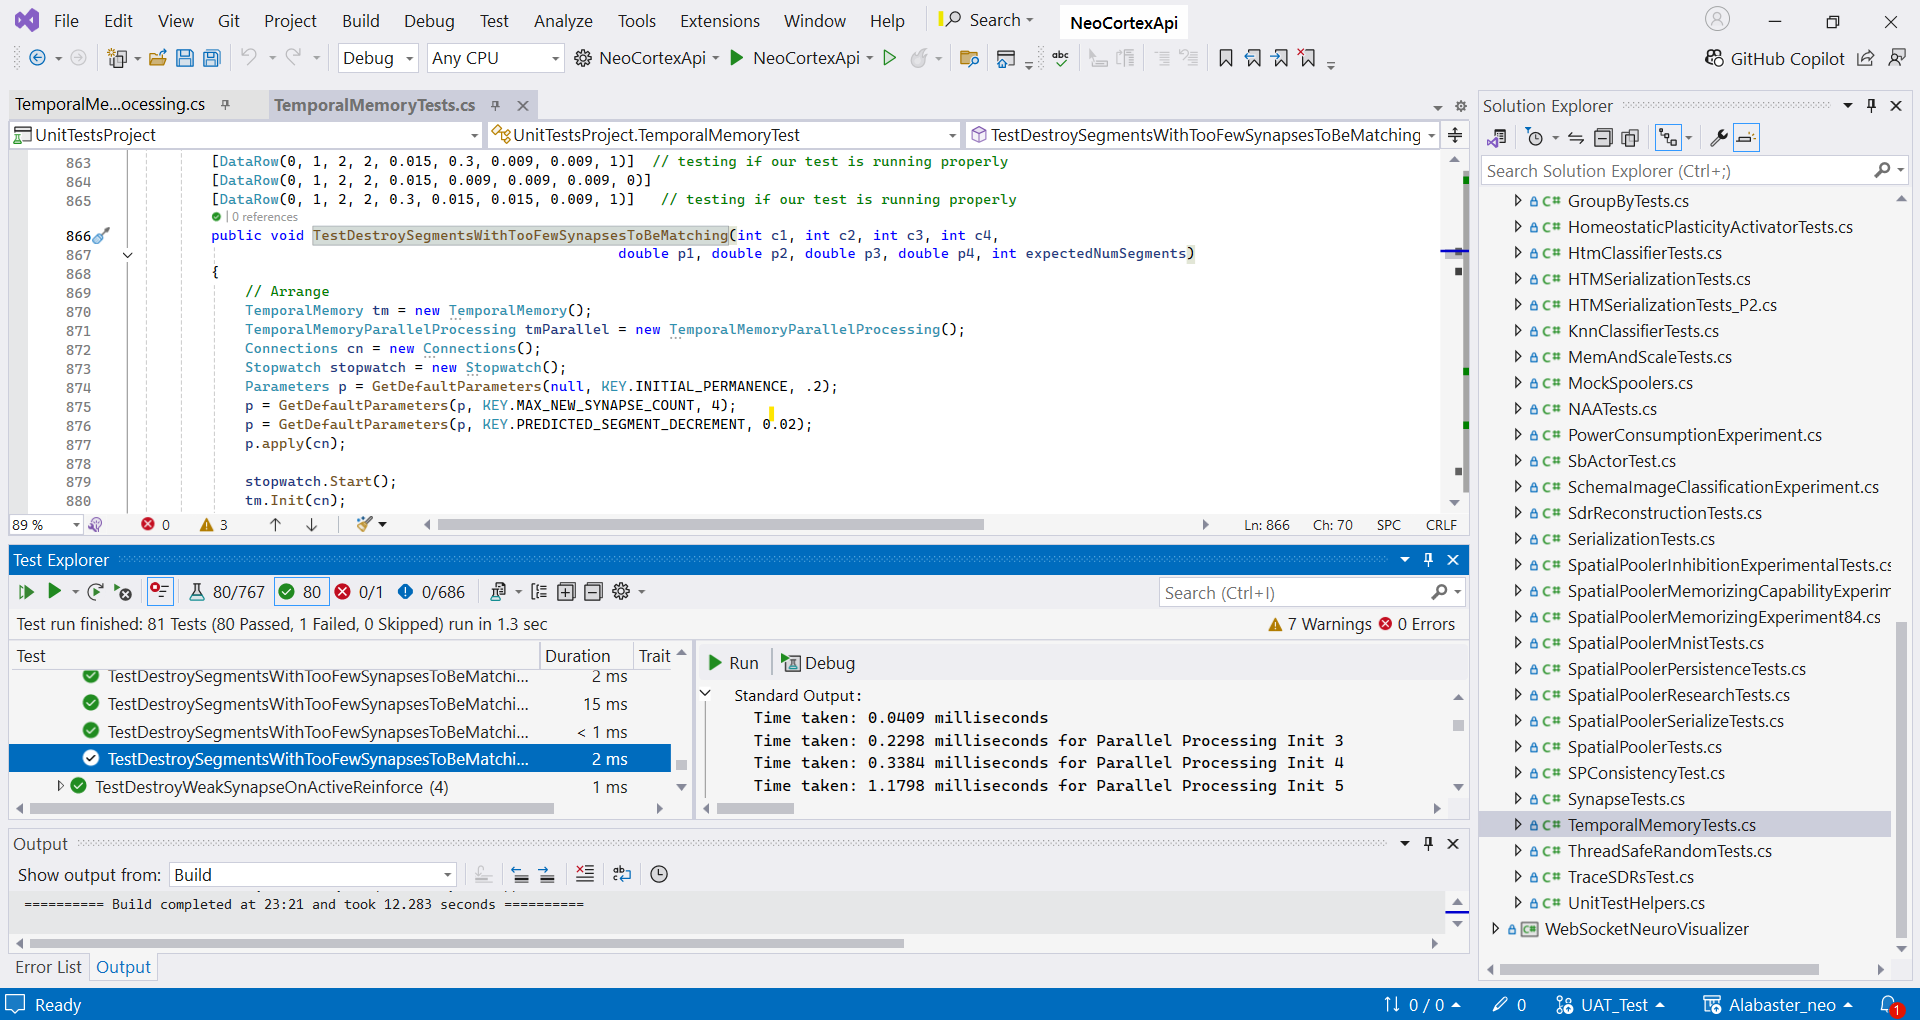 File Edit View Git Project Build Debug Test Analyze Tools Extensions Window Help Search NeoCortexApi
Debug Any CPU NeoCortexApi NeoCortexApi abc GitHub Copilot
TemporalMe...ocessing.cs TemporalMemoryTests.cs
UnitTestsProject UnitTestsProject.TemporalMemoryTest TestDestroySegmentsWithTooFewSynapsesToBeMatching
863 [DataRow(0, 1, 2, 2, 0.015, 0.3, 0.009, 0.009, 1)] // testing if our test is running properly
864 [DataRow(0, 1, 2, 2, 0.015, 0.009, 0.009, 0.009, 0)]
865 [DataRow(0, 1, 2, 2, 0.3, 0.015, 0.015, 0.009, 1)] // testing if our test is running properly
| 0 references
866 public void TestDestroySegmentsWithTooFewSynapsesToBeMatching(int c1, int c2, int c3, int c4,
867 double p1, double p2, double p3, double p4, int expectedNumSegments)
868 {
869 // Arrange
870 TemporalMemory tm = new TemporalMemory();
871 TemporalMemoryParallelProcessing tmParallel = new TemporalMemoryParallelProcessing();
872 Connections cn = new Connections();
873 Stopwatch stopwatch = new Stopwatch();
874 Parameters p = GetDefaultParameters(null, KEY.INITIAL_PERMANENCE, .2);
875 p = GetDefaultParameters(p, KEY.MAX_NEW_SYNAPSE_COUNT, 4);
876 p = GetDefaultParameters(p, KEY.PREDICTED_SEGMENT_DECREMENT, 0.02);
877 p.apply(cn);
878
879 stopwatch.Start();
880 tm.Init(cn);
89 % 0 3 Ln: 866 Ch: 70 SPC CRLF
Test Explorer
80/767 80 0/1 0/686 Search (Ctrl+I)
Test run finished: 81 Tests (80 Passed, 1 Failed, 0 Skipped) run in 1.3 sec 7 Warnings 0 Errors
Test Duration Trait
TestDestroySegmentsWithTooFewSynapsesToBeMatchi... 2 ms
TestDestroySegmentsWithTooFewSynapsesToBeMatchi... 15 ms
TestDestroySegmentsWithTooFewSynapsesToBeMatchi... < 1 ms
TestDestroySegmentsWithTooFewSynapsesToBeMatchi... 2 ms
TestDestroyWeakSynapseOnActiveReinforce (4) 1 ms
Run Debug
Standard Output:
Time taken: 0.0409 milliseconds
Time taken: 0.2298 milliseconds for Parallel Processing Init 3
Time taken: 0.3384 milliseconds for Parallel Processing Init 4
Time taken: 1.1798 milliseconds for Parallel Processing Init 5
Output
Show output from: Build
========== Build completed at 23:21 and took 12.283 seconds ==========
Error List Output
Solution Explorer
Search Solution Explorer (Ctrl+;)
C# GroupByTests.cs
C# HomeostaticPlasticityActivatorTests.cs
C# HtmClassifierTests.cs
C# HTMSerializationTests.cs
C# HTMSerializationTests_P2.cs
C# KnnClassifierTests.cs
C# MemAndScaleTests.cs
C# MockSpoolers.cs
C# NAATests.cs
C# PowerConsumptionExperiment.cs
C# SbActorTest.cs
C# SchemaImageClassificationExperiment.cs
C# SdrReconstructionTests.cs
C# SerializationTests.cs
C# SpatialPoolerInhibitionExperimentalTests.cs
C# SpatialPoolerMemorizingCapabilityExperim
C# SpatialPoolerMemorizingExperiment84.cs
C# SpatialPoolerMnistTests.cs
C# SpatialPoolerPersistenceTests.cs
C# SpatialPoolerResearchTests.cs
C# SpatialPoolerSerializeTests.cs
C# SpatialPoolerTests.cs
C# SPConsistencyTest.cs
C# SynapseTests.cs
C# TemporalMemoryTests.cs
C# ThreadSafeRandomTests.cs
C# TraceSDRsTest.cs
C# UnitTestHelpers.cs
C# WebSocketNeuroVisualizer
Ready 0 / 0 0 UAT_Test Alabaster_neo 1